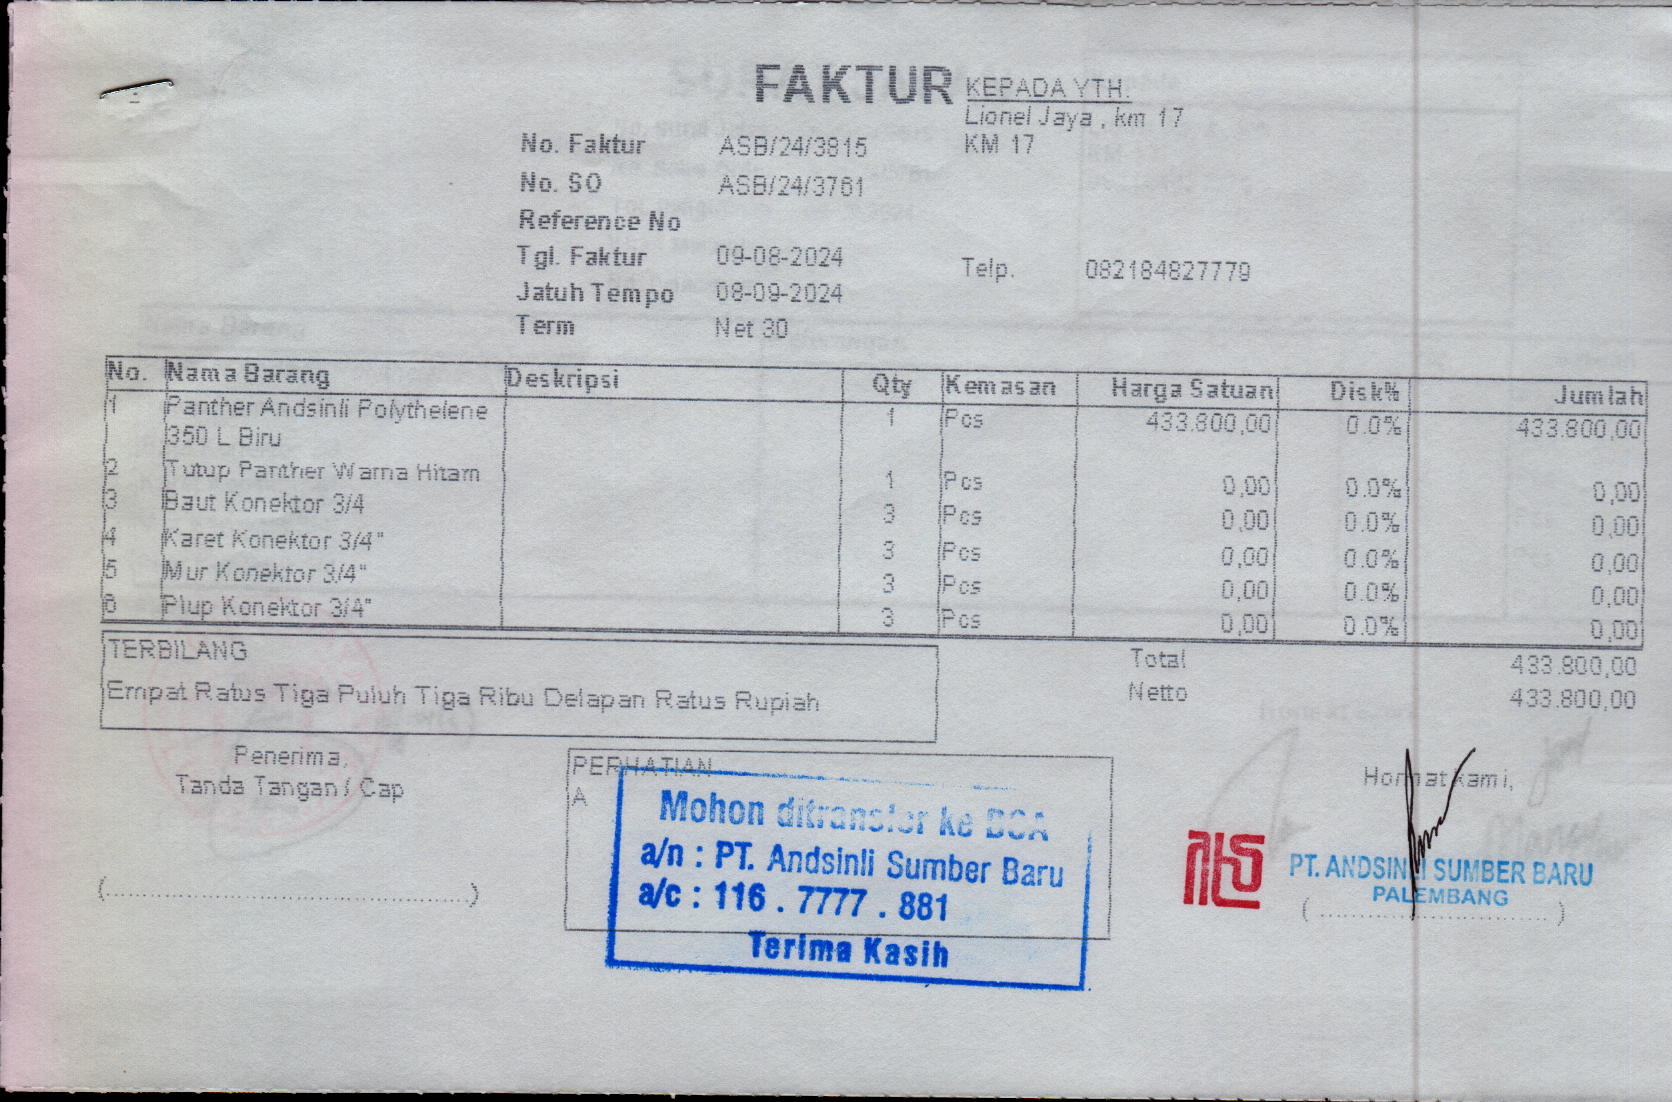 FAKTUR
KEPADA YTH.
Lionel Jaya , km 17
KM 17
No. Faktur ASB/24/3815
No. SO ASB/24/3761
Reference No
Tgl. Faktur 09-08-2024
Telp. 082184827779
Jatuh Tempo 08-09-2024
Term Net 30
No. Nama Barang Deskripsi Qty Kemasan Harga Satuan Disk% Jumlah
1 Panther Andsinli Polythelene 1 Pcs 433.800,00 0.0% 433.800,00
350 L Biru
2 Tutup Panther Warna Hitam 1 Pcs 0,00 0.0% 0,00
3 Baut Konektor 3/4 3 Pcs 0,00 0.0% 0,00
4 Karet Konektor 3/4" 3 Pcs 0,00 0.0% 0,00
5 Mur Konektor 3/4" 3 Pcs 0,00 0.0% 0,00
6 Plup Konektor 3/4" 3 Pcs 0,00 0.0% 0,00
TERBILANG
Empat Ratus Tiga Puluh Tiga Ribu Delapan Ratus Rupiah
Total 433.800,00
Netto 433.800,00
Penerima,
Tanda Tangan / Cap
(..............................................)
PERHATIAN
A
Mohon ditransfer ke BCA
a/n : PT. Andsinli Sumber Baru
a/c : 116 . 7777 . 881
Terima Kasih
Hormat kami,
PT. ANDSINLI SUMBER BARU
PALEMBANG
(..............................)